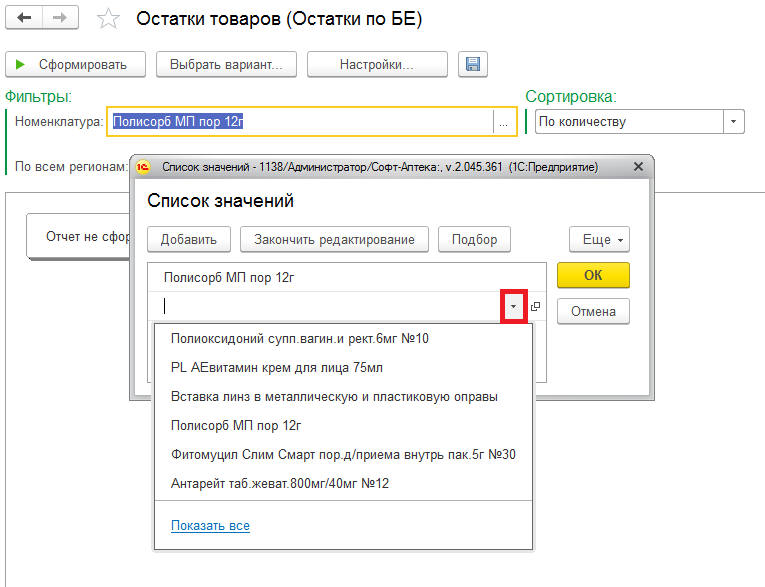 Остатки товаров (Остатки по БЕ)
Сформировать Выбрать вариант... Настройки...
Фильтры: Сортировка:
Номенклатура: Полисорб МП пор 12г ... По количеству
По всем регионам:
1С Список значений - 1138/Администратор/Софт-Аптека:, v.2.045.361 (1С:Предприятие)
Список значений
Отчет не сфор
Добавить Закончить редактирование Подбор Еще
Полисорб МП пор 12г
ОК
Отмена
Полиоксидоний супп.вагин.и рект.6мг №10
PL АЕвитамин крем для лица 75мл
Вставка линз в металлическую и пластиковую оправы
Полисорб МП пор 12г
Фитомуцил Слим Смарт пор.д/приема внутрь пак.5г №30
Антарейт таб.жеват.800мг/40мг №12
Показать все